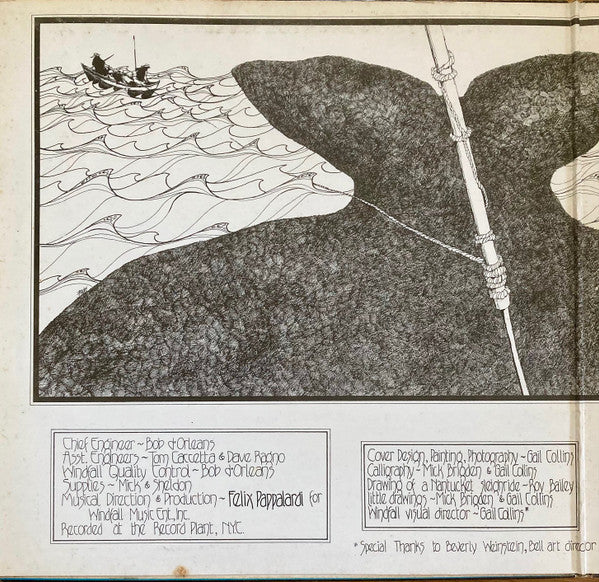 Chief Engineer ~ Bob d'Orleans
Asst. Engineers ~ Tom Caccetta & Dave Ragno
Windfall Quality Control ~ Bob d'Orleans
Supplies ~ Mick & Sheldon
Musical Direction & Production ~ Felix Pappalardi for
Windfall Music Ent., Inc.
Recorded at the Record Plant, NYC.
Cover Design, Painting, Photography ~ Gail Collins
Calligraphy ~ Mick Brigden & Gail Collins
Drawing of a Nantucket sleighride ~ Roy Bailey
little drawings ~ Mick Brigden & Gail Collins
Windfall visual director ~ Gail Collins*
*Special Thanks to Beverly Weinstein, Bell art director